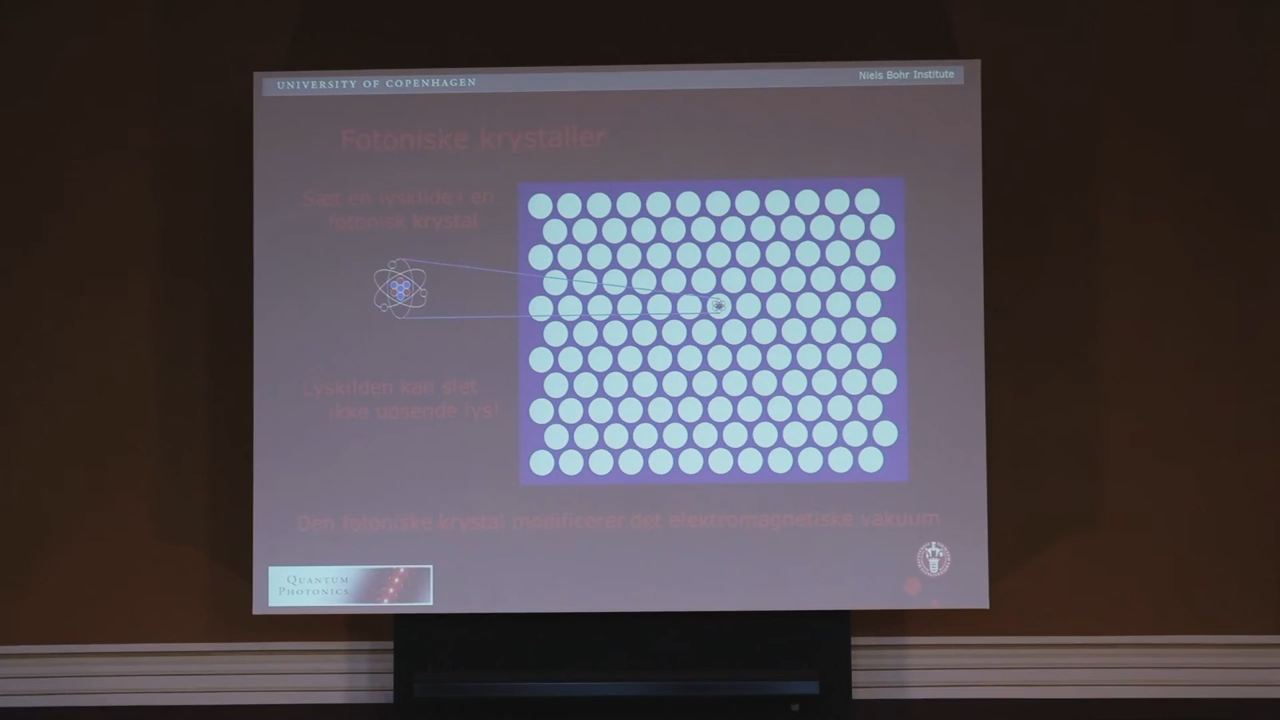 UNIVERSITY OF COPENHAGEN
Niels Bohr Institute
Fotoniske krystaller
Sæt en lyskilde i en
fotonisk krystal
Lyskilden kan slet
ikke udsende lys!
Den fotoniske krystal modificerer det elektromagnetiske vakuum
QUANTUM
PHOTONICS